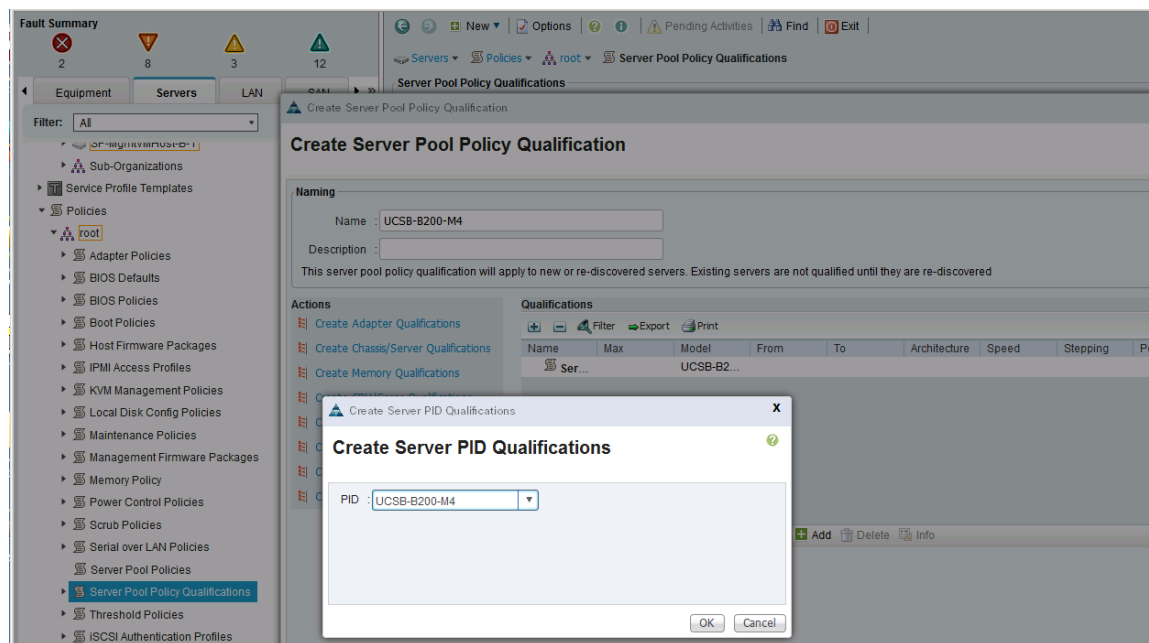 Fault Summary
2 8 3 12
New Options Pending Activities Find Exit
Servers Policies root Server Pool Policy Qualifications
Server Pool Policy Qualifications
Equipment Servers LAN SAN
Filter: All
SP-MgmtVMHost-B-1
Sub-Organizations
Service Profile Templates
Policies
root
Adapter Policies
BIOS Defaults
BIOS Policies
Boot Policies
Host Firmware Packages
IPMI Access Profiles
KVM Management Policies
Local Disk Config Policies
Maintenance Policies
Management Firmware Packages
Memory Policy
Power Control Policies
Scrub Policies
Serial over LAN Policies
Server Pool Policies
Server Pool Policy Qualifications
Threshold Policies
iSCSI Authentication Profiles
Create Server Pool Policy Qualification
Create Server Pool Policy Qualification
Naming
Name : UCSB-B200-M4
Description :
This server pool policy qualification will apply to new or re-discovered servers. Existing servers are not qualified until they are re-discovered
Actions
Create Adapter Qualifications
Create Chassis/Server Qualifications
Create Memory Qualifications
Qualifications
Filter Export Print
Name Max Model From To Architecture Speed Stepping
Ser... UCSB-B2...
Add Delete Info
Create Server PID Qualifications
X
Create Server PID Qualifications
PID : UCSB-B200-M4
OK Cancel